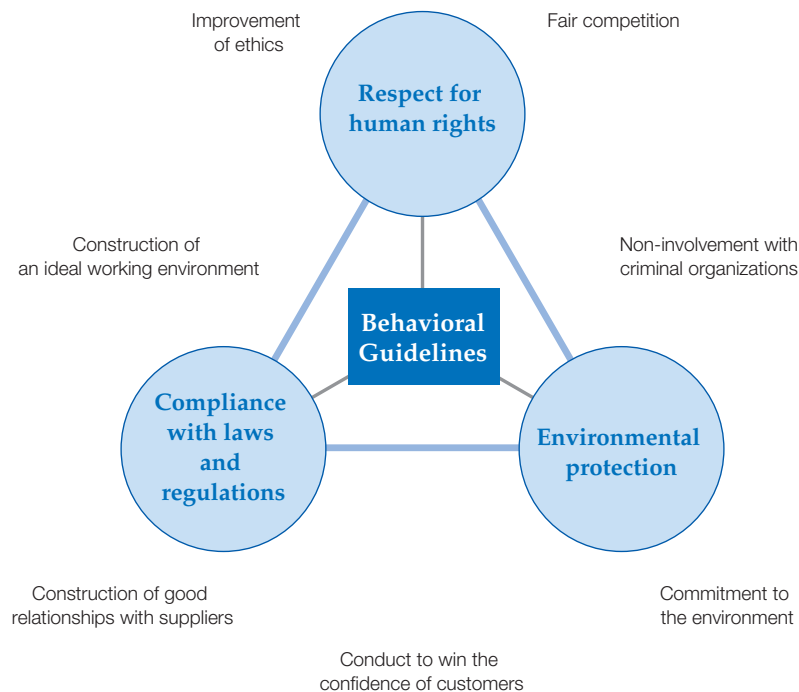 Improvement
of ethics
Fair competition
Respect for
human rights
Construction of
an ideal working environment
Non-involvement with
criminal organizations
Behavioral
Guidelines
Compliance
with laws
and
regulations
Environmental
protection
Construction of good
relationships with suppliers
Commitment to
the environment
Conduct to win the
confidence of customers